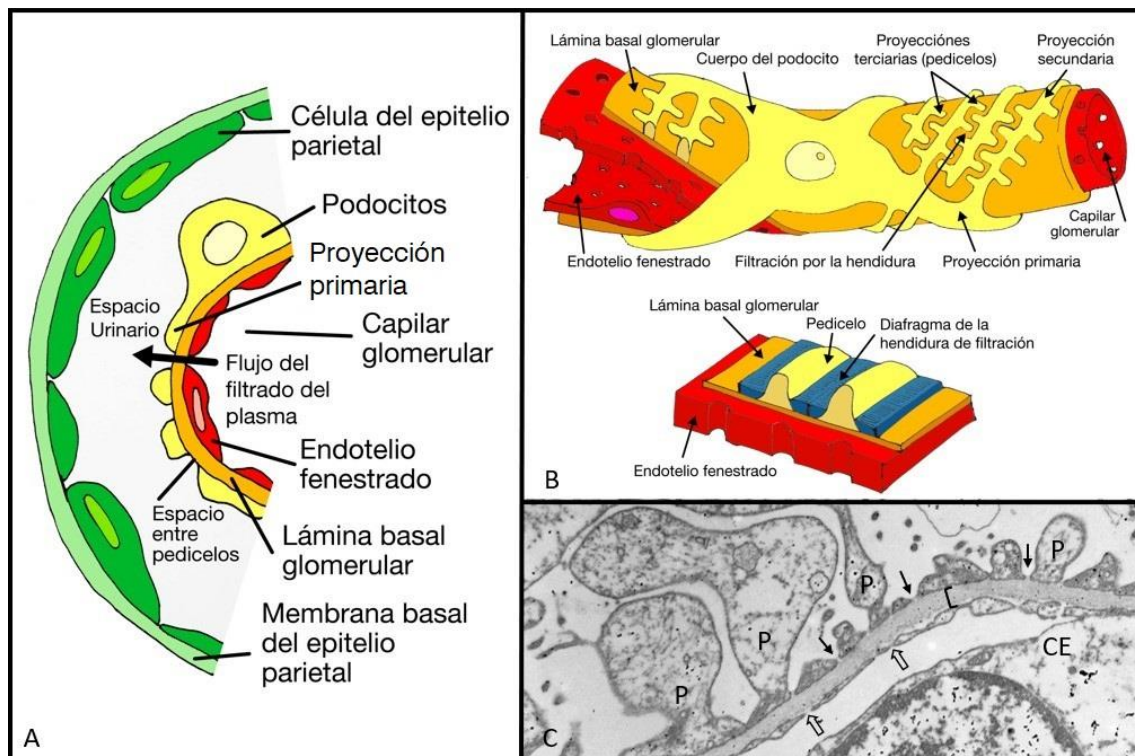 Célula del epitelio
parietal
Podocitos
Proyección
primaria
Espacio
Urinario
Capilar
glomerular
Flujo del
filtrado del
plasma
Endotelio
fenestrado
Espacio
entre
pedicelos
Lámina basal
glomerular
Membrana basal
del epitelio
parietal
A
Lámina basal glomerular
Cuerpo del podocito
Proyecciónes
terciarias (pedicelos)
Proyección
secundaria
Capilar
glomerular
Endotelio fenestrado
Filtración por la hendidura
Proyección primaria
Lámina basal glomerular
Pedicelo
Diafragma de la
hendidura de filtración
Endotelio fenestrado
B
P
P
P
P
CE
C